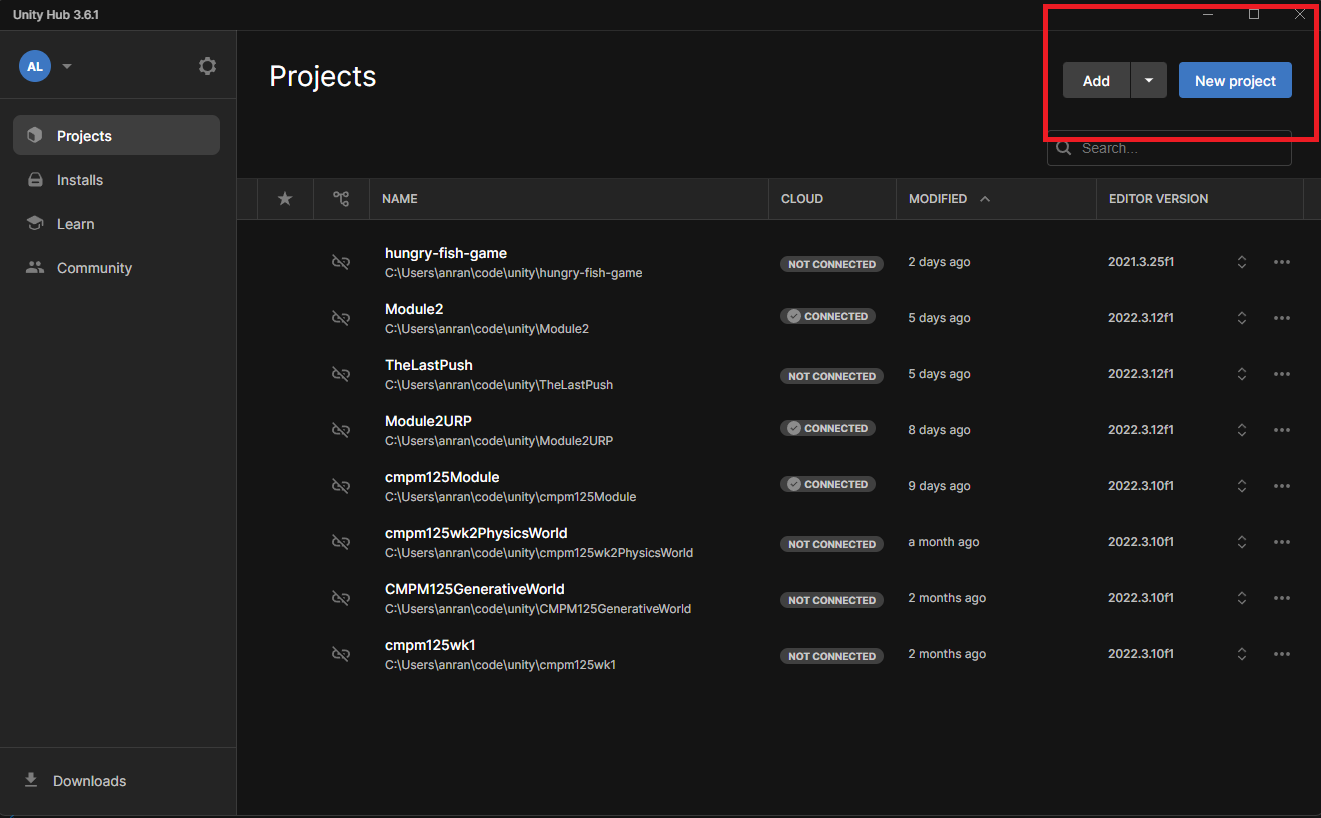 Unity Hub 3.6.1
AL
Projects
Add
New project
Search...
Projects
Installs
Learn
Community
Downloads
NAME CLOUD MODIFIED EDITOR VERSION
hungry-fish-game
C:\Users\anran\code\unity\hungry-fish-game
NOT CONNECTED 2 days ago 2021.3.25f1
Module2
C:\Users\anran\code\unity\Module2
CONNECTED 5 days ago 2022.3.12f1
TheLastPush
C:\Users\anran\code\unity\TheLastPush
NOT CONNECTED 5 days ago 2022.3.12f1
Module2URP
C:\Users\anran\code\unity\Module2URP
CONNECTED 8 days ago 2022.3.12f1
cmpm125Module
C:\Users\anran\code\unity\cmpm125Module
CONNECTED 9 days ago 2022.3.10f1
cmpm125wk2PhysicsWorld
C:\Users\anran\code\unity\cmpm125wk2PhysicsWorld
NOT CONNECTED a month ago 2022.3.10f1
CMPM125GenerativeWorld
C:\Users\anran\code\unity\CMPM125GenerativeWorld
NOT CONNECTED 2 months ago 2022.3.10f1
cmpm125wk1
C:\Users\anran\code\unity\cmpm125wk1
NOT CONNECTED 2 months ago 2022.3.10f1